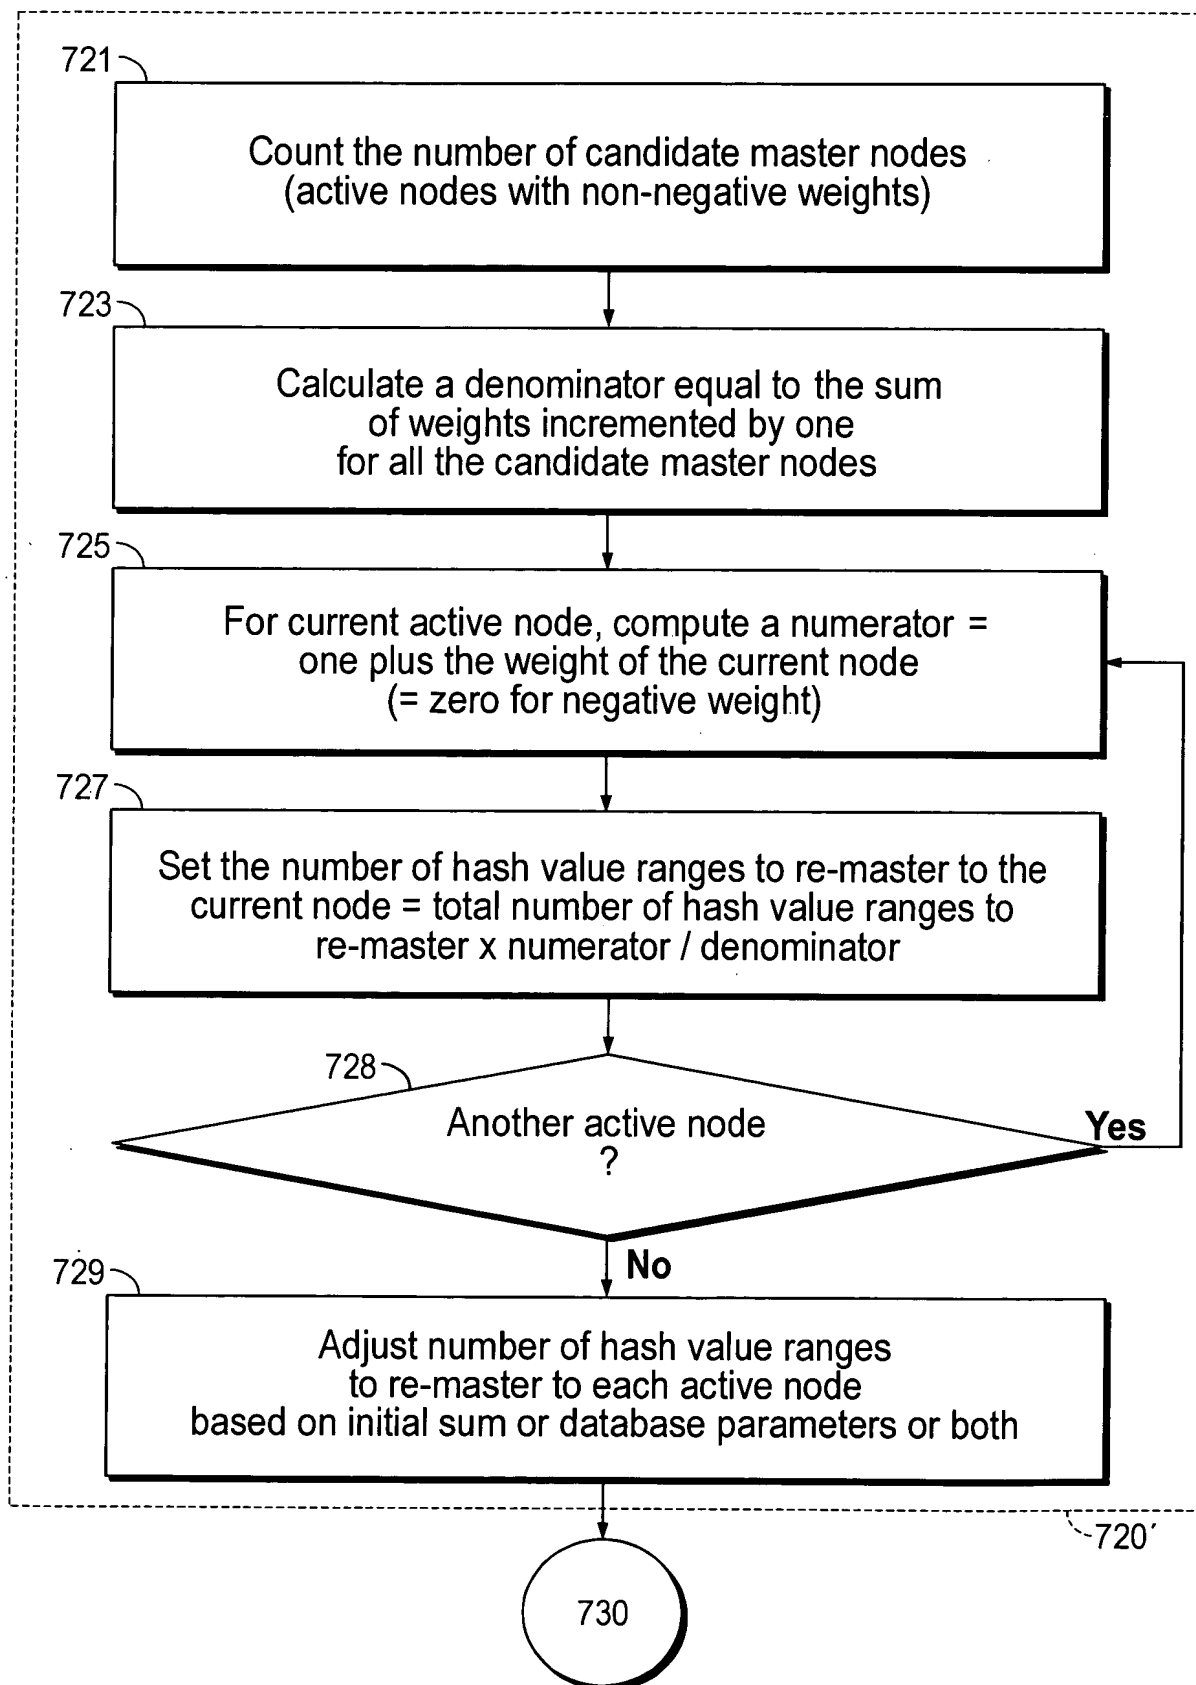 721
Count the number of candidate master nodes
(active nodes with non-negative weights)
723
Calculate a denominator equal to the sum
of weights incremented by one
for all the candidate master nodes
725
For current active node, compute a numerator =
one plus the weight of the current node
(= zero for negative weight)
727
Set the number of hash value ranges to re-master to the
current node = total number of hash value ranges to
re-master x numerator / denominator
728
Another active node
?
Yes
No
729
Adjust number of hash value ranges
to re-master to each active node
based on initial sum or database parameters or both
720´
730